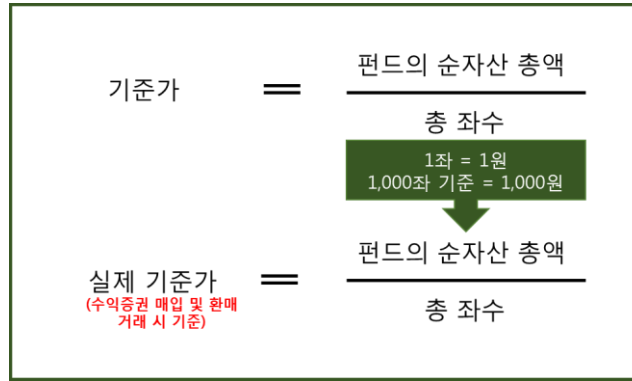 펀드의 순자산 총액
기준가 =
총 좌수
1좌 = 1원
1,000좌 기준 = 1,000원
펀드의 순자산 총액
실제 기준가 =
(수익증권 매입 및 환매
거래 시 기준)
총 좌수